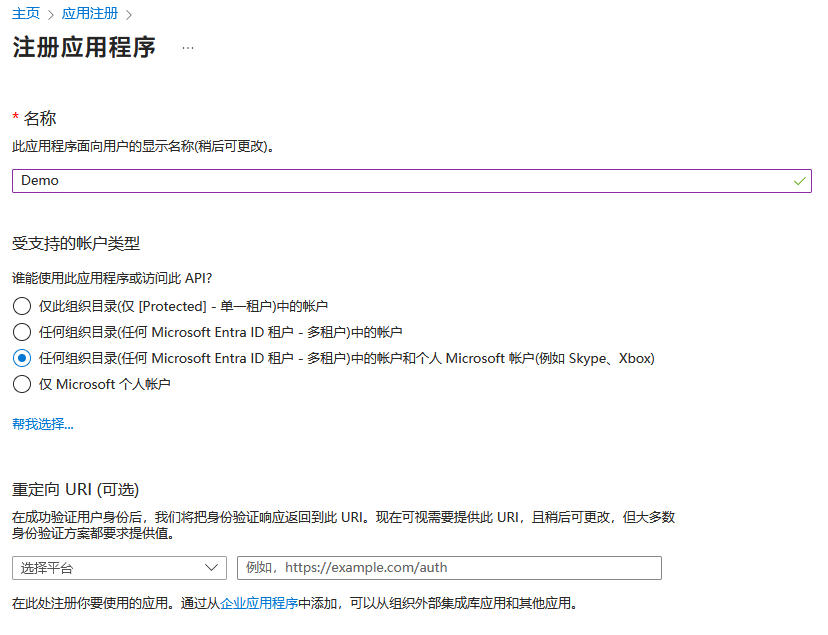 主页 > 应用注册 >
注册应用程序 ...
* 名称
此应用程序面向用户的显示名称(稍后可更改)。
Demo
受支持的帐户类型
谁能使用此应用程序或访问此 API?
仅此组织目录(仅 [Protected] - 单一租户)中的帐户
任何组织目录(任何 Microsoft Entra ID 租户 - 多租户)中的帐户
任何组织目录(任何 Microsoft Entra ID 租户 - 多租户)中的帐户和个人 Microsoft 帐户(例如 Skype、Xbox)
仅 Microsoft 个人帐户
帮我选择...
重定向 URI (可选)
在成功验证用户身份后，我们将把身份验证响应返回到此 URI。现在可视需要提供此 URI，且稍后可更改，但大多数
身份验证方案都要求提供值。
选择平台 例如，https://example.com/auth
在此处注册你要使用的应用。通过从企业应用程序中添加，可以从组织外部集成库应用和其他应用。